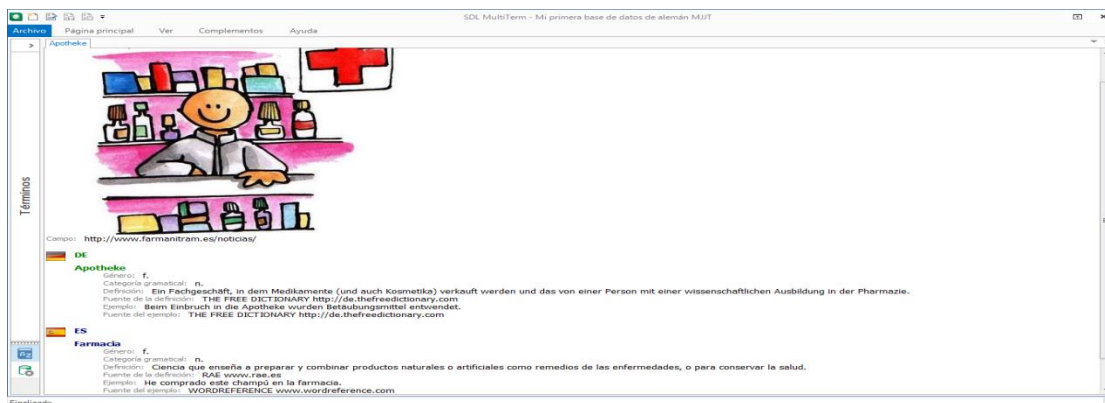 SDL MultiTerm - Mi primera base de datos de alemán MJJT
Archivo Página principal Ver Complementos Ayuda
Apotheke
Términos
Campo: http://www.farmanitram.es/noticias/
DE
Apotheke
Género: f.
Categoría gramatical: n.
Definición: Ein Fachgeschäft, in dem Medikamente (und auch Kosmetika) verkauft werden und das von einer Person mit einer wissenschaftlichen Ausbildung in der Pharmazie.
Fuente de la definición: THE FREE DICTIONARY http://de.thefreedictionary.com
Ejemplo: Beim Einbruch in die Apotheke wurden Betäubungsmittel entwendet.
Fuente del ejemplo: THE FREE DICTIONARY http://de.thefreedictionary.com
ES
Farmacia
Género: f.
Categoría gramatical: n.
Definición: Ciencia que enseña a preparar y combinar productos naturales o artificiales como remedios de las enfermedades, o para conservar la salud.
Fuente de la definición: RAE www.rae.es
Ejemplo: He comprado este champú en la farmacia.
Fuente del ejemplo: WORDREFERENCE www.wordreference.com
Finalizado